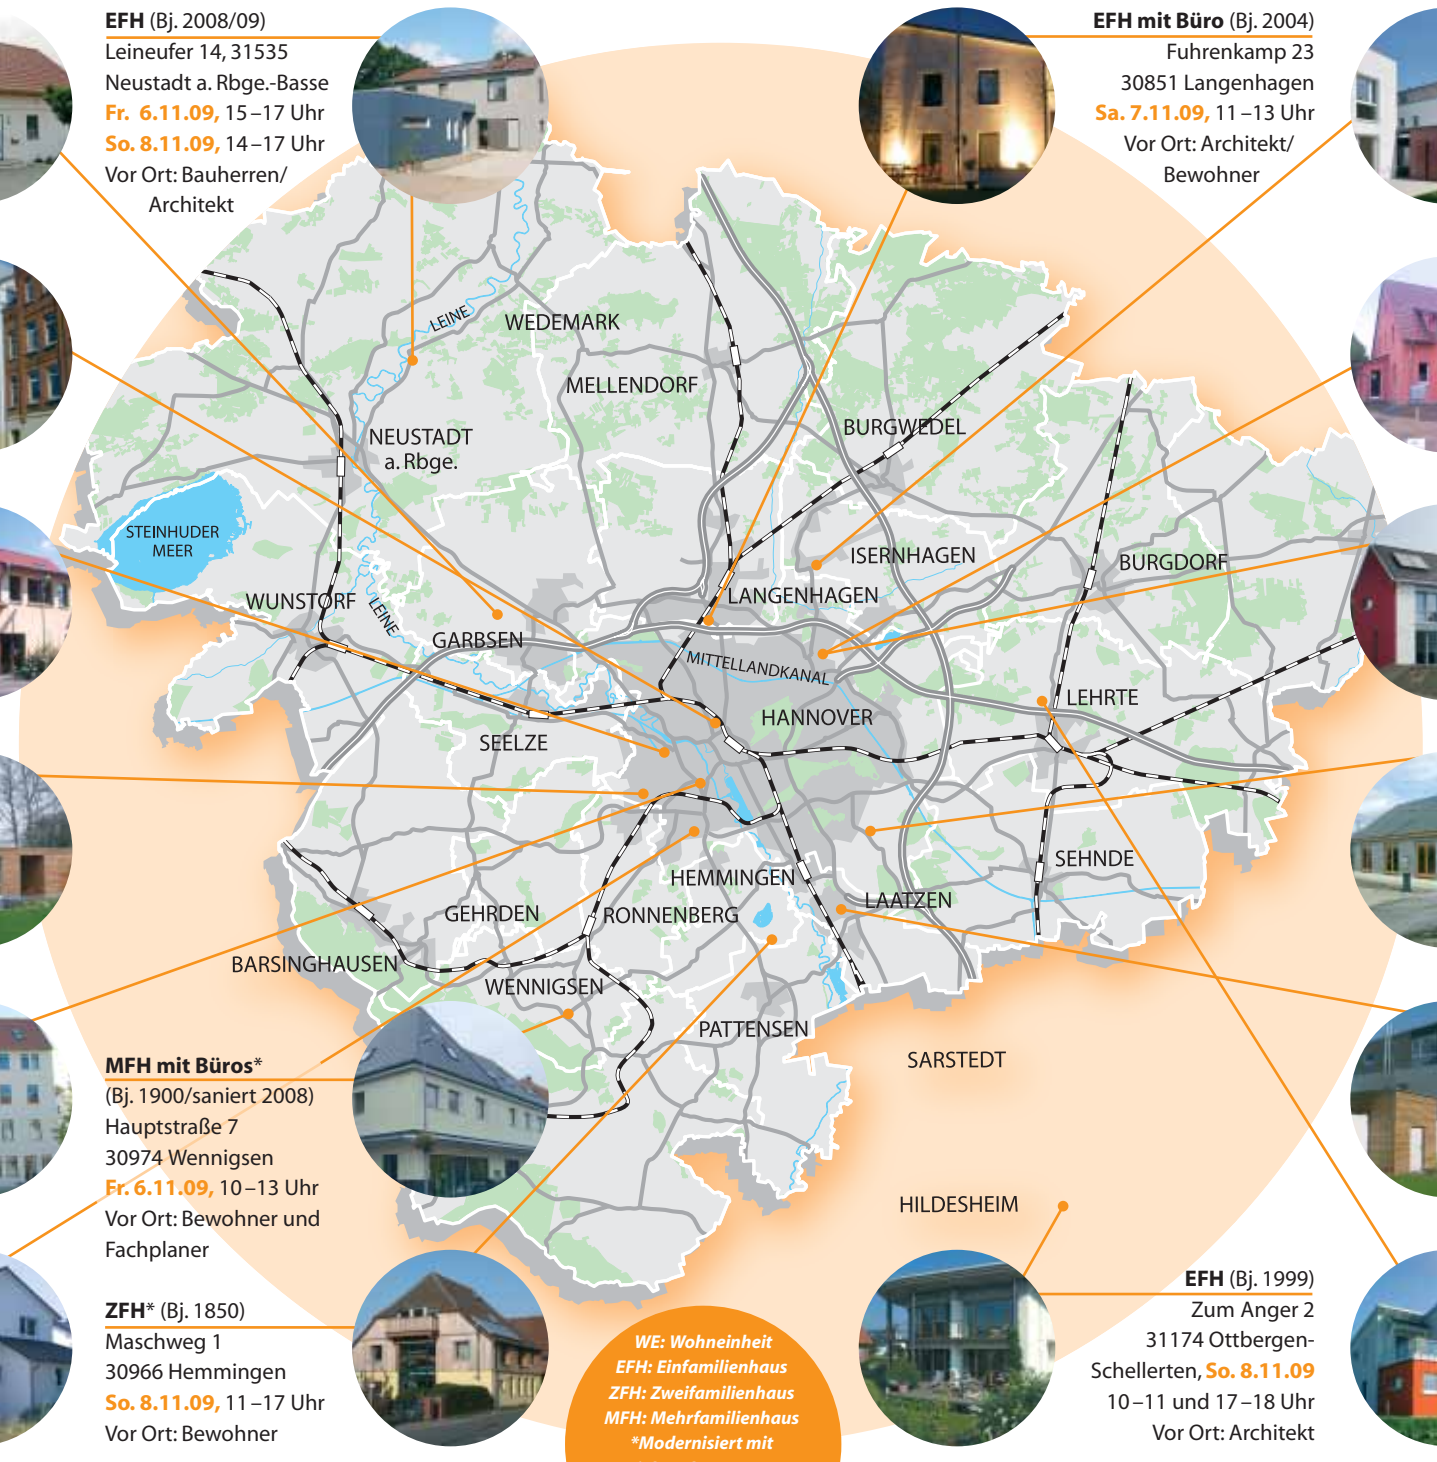 EFH (Bj. 2008/09)
Leineufer 14, 31535
Neustadt a. Rbge.-Basse
Fr. 6.11.09, 15–17 Uhr
So. 8.11.09, 14–17 Uhr
Vor Ort: Bauherren/
Architekt
EFH mit Büro (Bj. 2004)
Fuhrenkamp 23
30851 Langenhagen
Sa. 7.11.09, 11–13 Uhr
Vor Ort: Architekt/
Bewohner
LEINE
WEDEMARK
MELLENDORF
NEUSTADT
a. Rbge.
BURGWEDEL
STEINHUDER
MEER
ISERNHAGEN
BURGDORF
WUNSTORF
LEINE
LANGENHAGEN
GARBSEN
MITTELLANDKANAL
LEHRTE
HANNOVER
SEELZE
SEHNDE
HEMMINGEN
LAATZEN
GEHRDEN
RONNENBERG
BARSINGHAUSEN
WENNIGSEN
PATTENSEN
SARSTEDT
HILDESHEIM
MFH mit Büros*
(Bj. 1900/saniert 2008)
Hauptstraße 7
30974 Wennigsen
Fr. 6.11.09, 10–13 Uhr
Vor Ort: Bewohner und
Fachplaner
ZFH* (Bj. 1850)
Maschweg 1
30966 Hemmingen
So. 8.11.09, 11–17 Uhr
Vor Ort: Bewohner
WE: Wohneinheit
EFH: Einfamilienhaus
ZFH: Zweifamilienhaus
MFH: Mehrfamilienhaus
*Modernisiert mit
EFH (Bj. 1999)
Zum Anger 2
31174 Ottbergen-
Schellerten, So. 8.11.09
10–11 und 17–18 Uhr
Vor Ort: Architekt